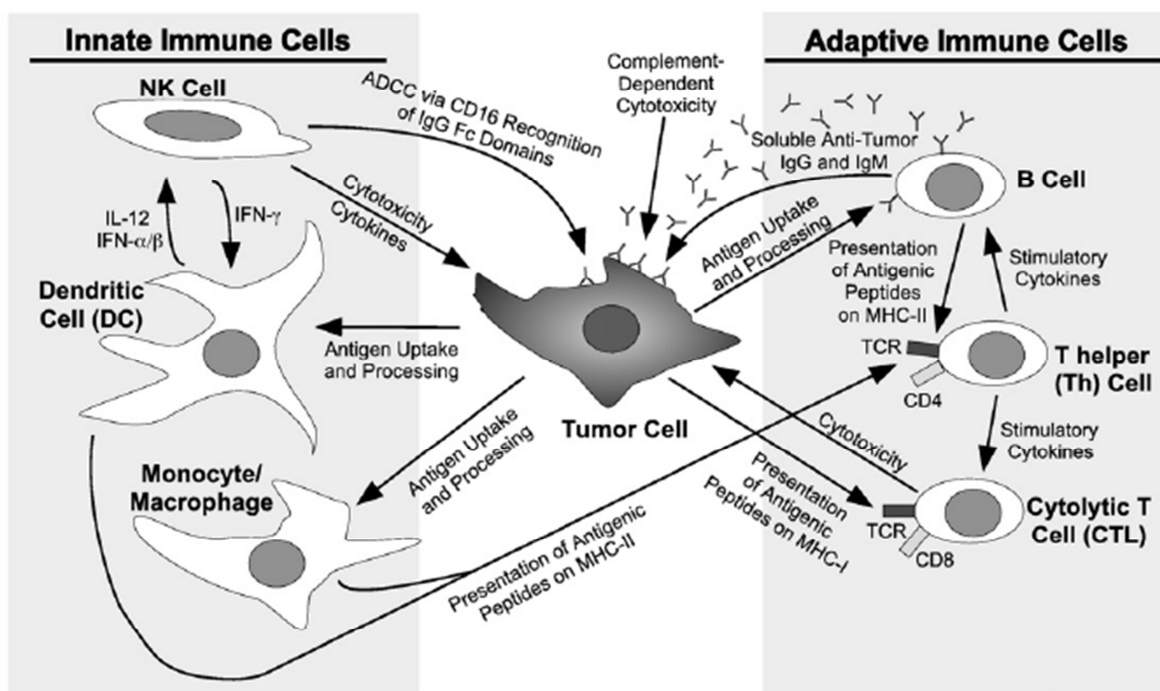 Innate Immune Cells
NK Cell
ADCC via CD16 Recognition
of IgG Fc Domains
Cytotoxicity
Cytokines
IL-12
IFN-α/β
IFN-γ
Dendritic
Cell (DC)
Antigen Uptake
and Processing
Monocyte/
Macrophage
Antigen Uptake
and Processing
Presentation of Antigenic
Peptides on MHC-II
Complement-
Dependent
Cytotoxicity
Tumor Cell
Adaptive Immune Cells
Soluble Anti-Tumor
IgG and IgM
B Cell
Antigen Uptake
and Processing
Presentation
of Antigenic
Peptides
on MHC-II
Stimulatory
Cytokines
TCR
CD4
T helper
(Th) Cell
Stimulatory
Cytokines
Cytotoxicity
Presentation
of Antigenic
Peptides on MHC-I
TCR
CD8
Cytolytic T
Cell (CTL)